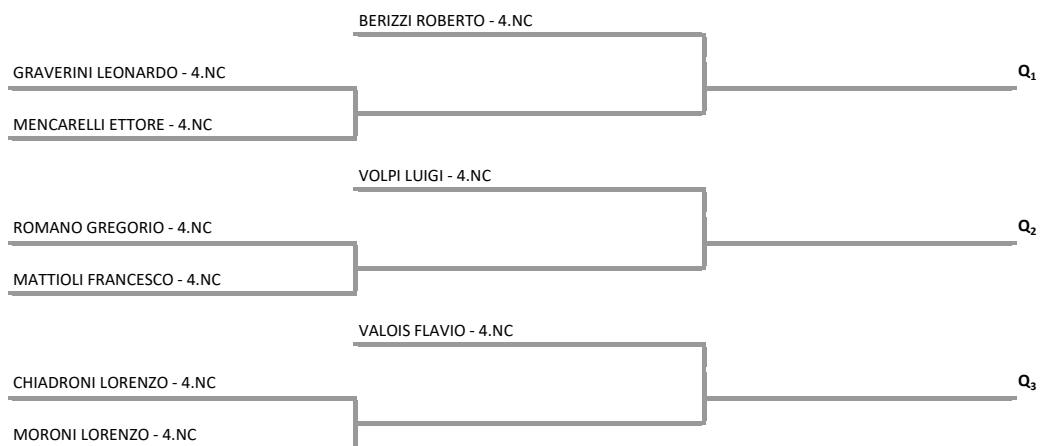 BERIZZI ROBERTO - 4.NC
GRAVERINI LEONARDO - 4.NC
Q1
MENCARELLI ETTORE - 4.NC
VOLPI LUIGI - 4.NC
ROMANO GREGORIO - 4.NC
Q2
MATTIOLI FRANCESCO - 4.NC
VALOIS FLAVIO - 4.NC
CHIADRONI LORENZO - 4.NC
Q3
MORONI LORENZO - 4.NC